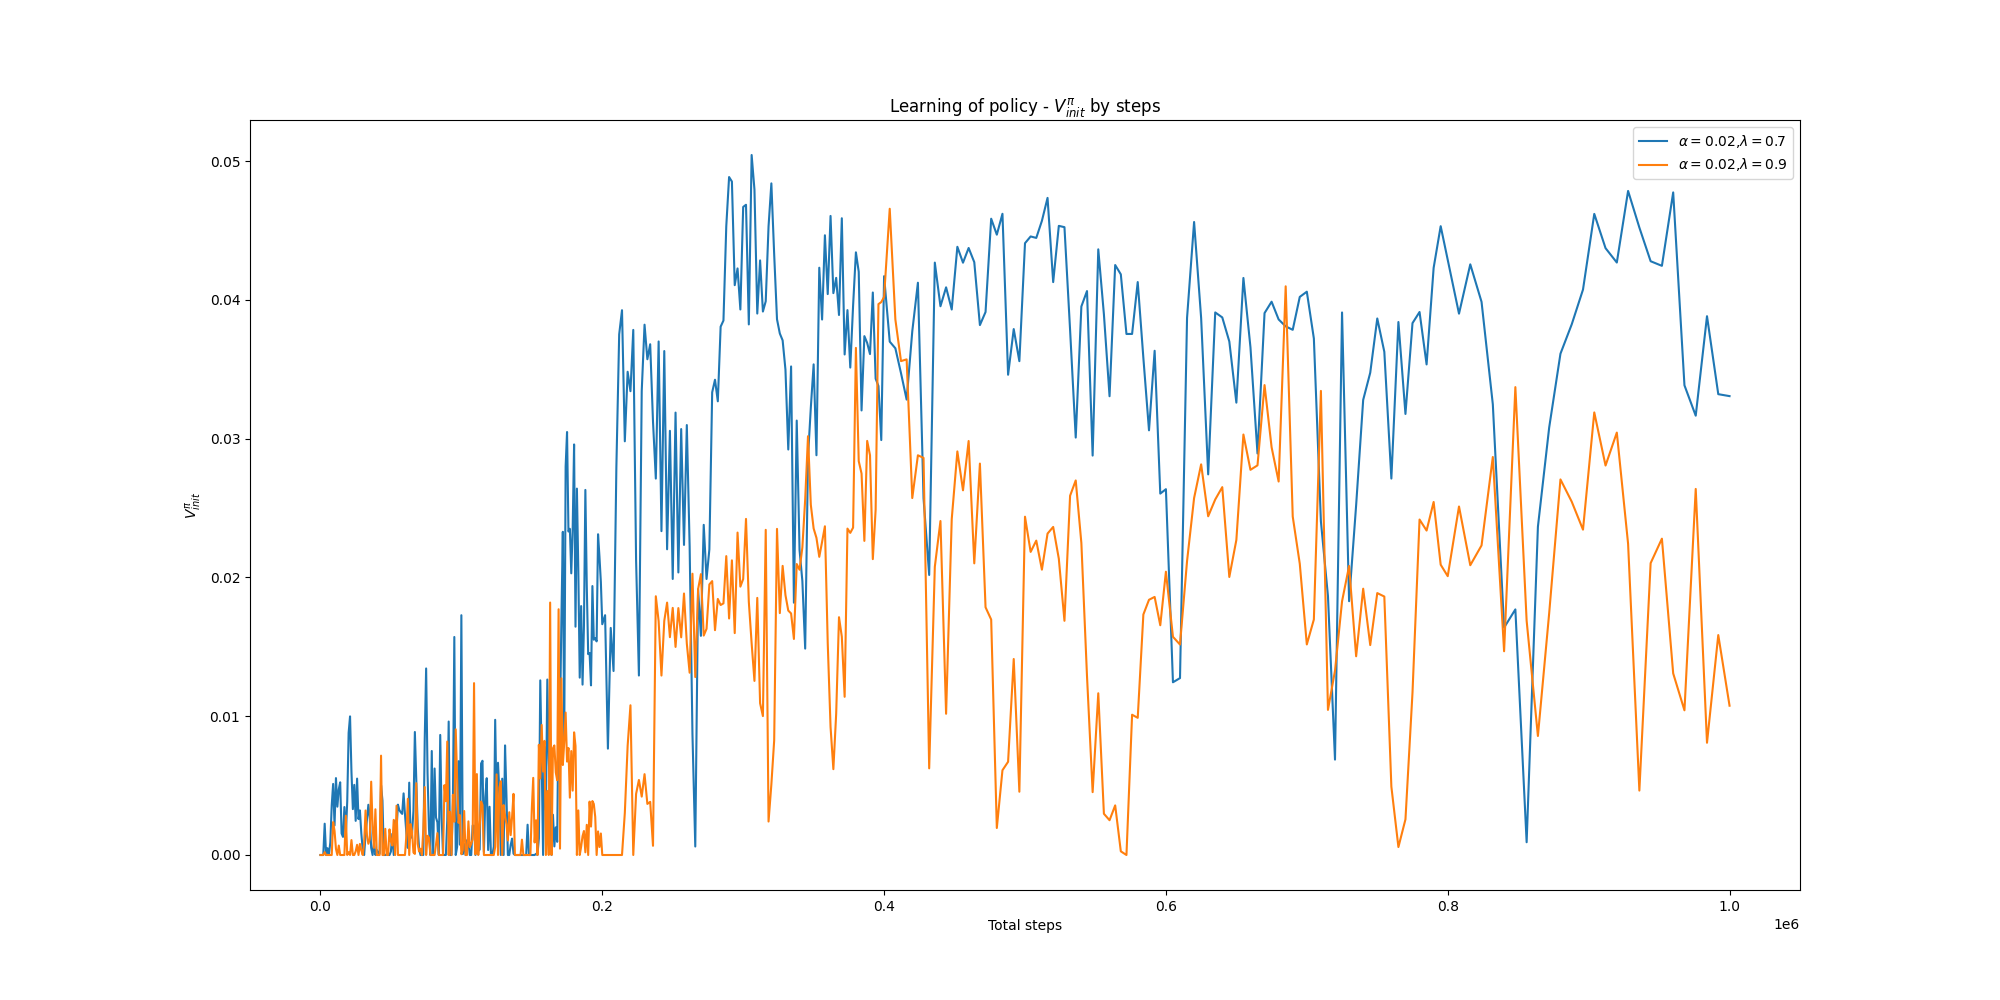 Learning of policy - $V^{\pi}_{init}$ by steps
α = 0.02,λ = 0.7
α = 0.02,λ = 0.9
0.05
0.04
0.03
0.02
0.01
0.00
$V^{\pi}_{init}$
0.0 0.2 0.4 0.6 0.8 1.0
Total steps
1e6